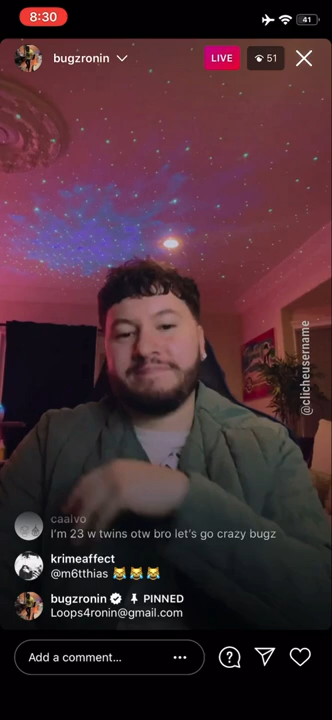 8:30
41
bugzronin
LIVE
51
@clicheusername
caalvo
I'm 23 w twins otw bro let's go crazy bugz
krimeaffect
@m6tthias 😹😹😹
bugzronin PINNED
Loops4ronin@gmail.com
Add a comment...